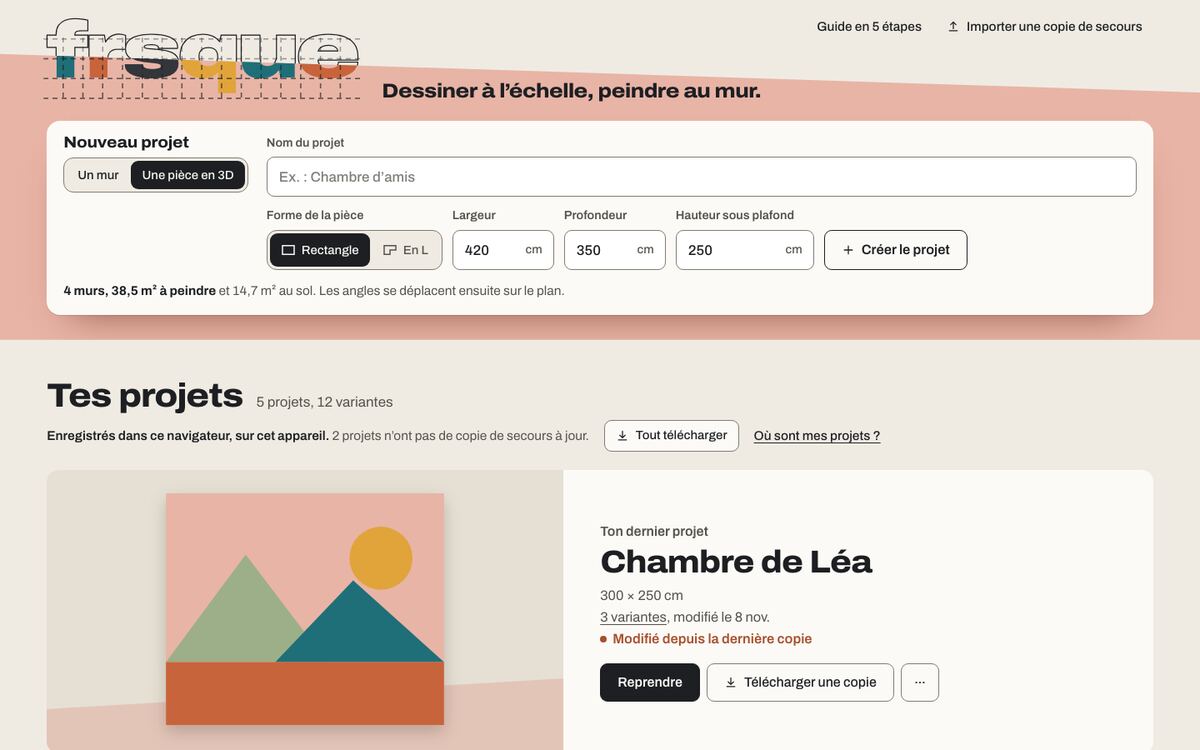 frsque
Guide en 5 étapes
Importer une copie de secours
Dessiner à l’échelle, peindre au mur.
Nouveau projet
Un mur
Une pièce en 3D
Nom du projet
Ex. : Chambre d’amis
Forme de la pièce
Largeur
Profondeur
Hauteur sous plafond
Rectangle
En L
420 cm
350 cm
250 cm
Créer le projet
4 murs, 38,5 m² à peindre et 14,7 m² au sol. Les angles se déplacent ensuite sur le plan.
Tes projets
5 projets, 12 variantes
Enregistrés dans ce navigateur, sur cet appareil. 2 projets n’ont pas de copie de secours à jour.
Tout télécharger
Où sont mes projets ?
Ton dernier projet
Chambre de Léa
300 × 250 cm
3 variantes, modifié le 8 nov.
Modifié depuis la dernière copie
Reprendre
Télécharger une copie
...